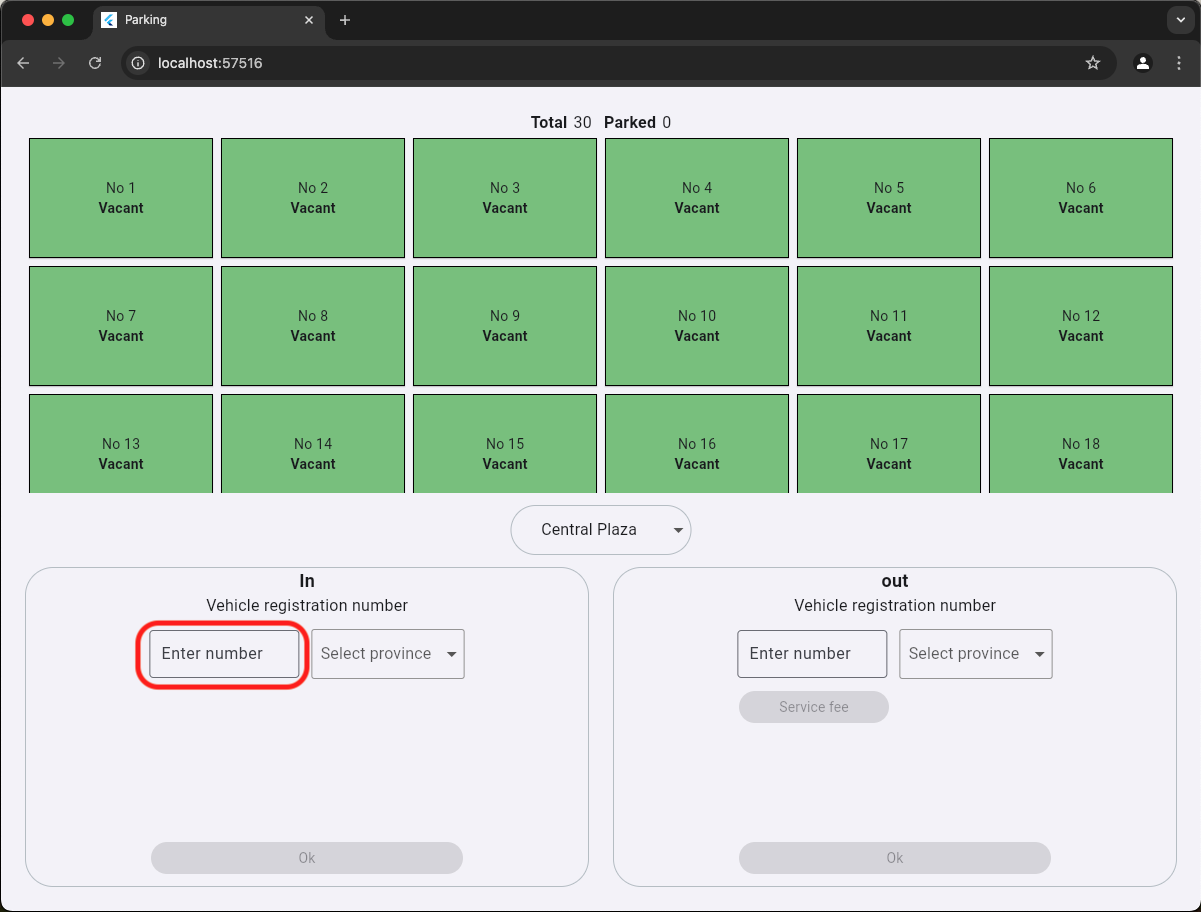 Parking
localhost:57516
Total 30 Parked 0
No 1 No 2 No 3 No 4 No 5 No 6
Vacant Vacant Vacant Vacant Vacant Vacant
No 7 No 8 No 9 No 10 No 11 No 12
Vacant Vacant Vacant Vacant Vacant Vacant
No 13 No 14 No 15 No 16 No 17 No 18
Vacant Vacant Vacant Vacant Vacant Vacant
Central Plaza
In
Vehicle registration number
Enter number Select province
Ok
out
Vehicle registration number
Enter number Select province
Service fee
Ok